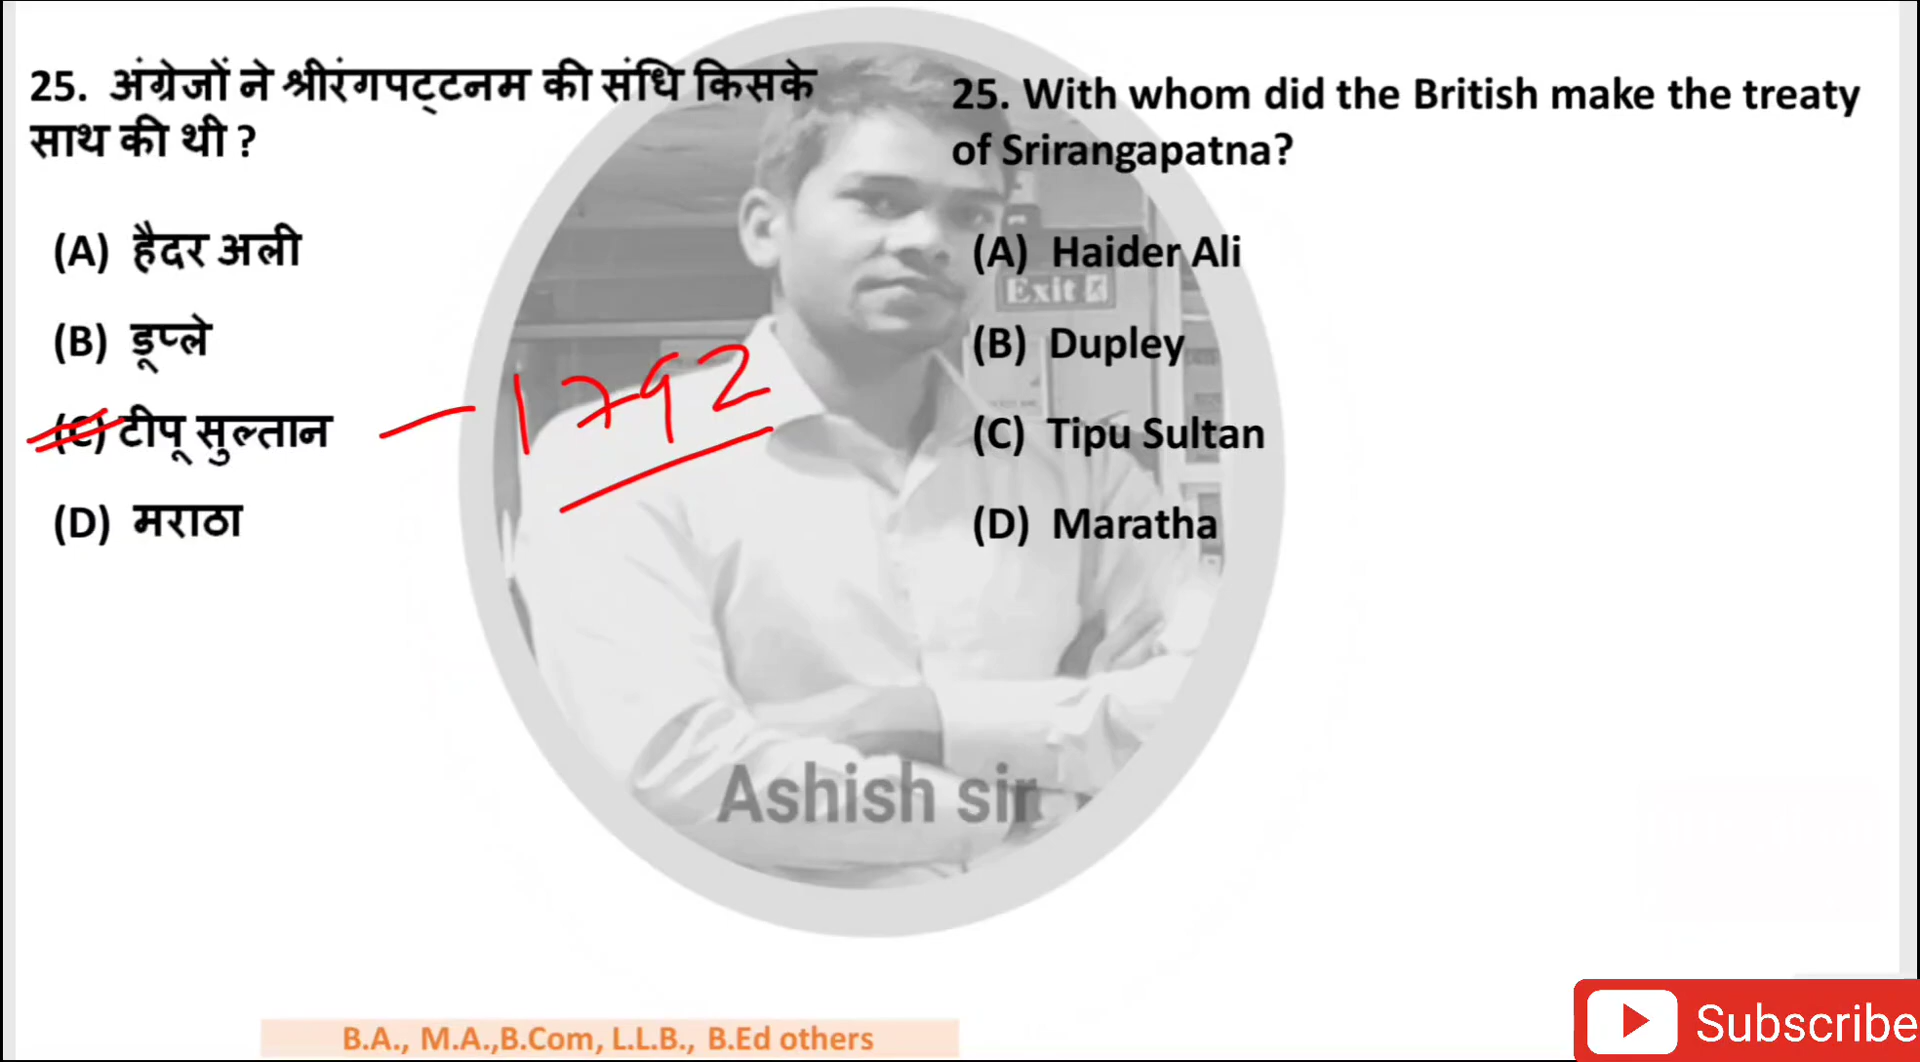 25. अंग्रेजों ने श्रीरंगपट्टनम की संधि किसके
साथ की थी ?
(A) हैदर अली
(B) डूप्ले
(C) टीपू सुल्तान
(D) मराठा
1792
25. With whom did the British make the treaty
of Srirangapatna?
(A) Haider Ali
(B) Dupley
(C) Tipu Sultan
(D) Maratha
Exit
Ashish sir
B.A., M.A.,B.Com, L.L.B., B.Ed others
Subscribe